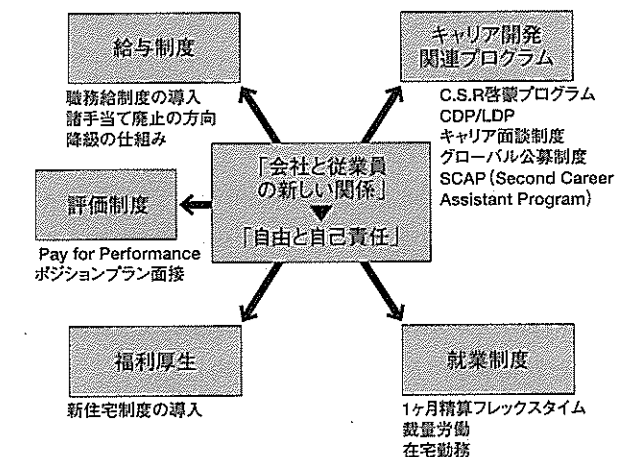 給与制度
職務給制度の導入
諸手当て廃止の方向
降級の仕組み
キャリア開発
関連プログラム
C.S.R啓蒙プログラム
CDP/LDP
キャリア面談制度
グローバル公募制度
SCAP(Second Career
Assistant Program)
「会社と従業員
の新しい関係」
「自由と自己責任」
評価制度
Pay for Performance
ポジションプラン面接
福利厚生
新住宅制度の導入
就業制度
1ヶ月精算フレックスタイム
裁量労働
在宅勤務